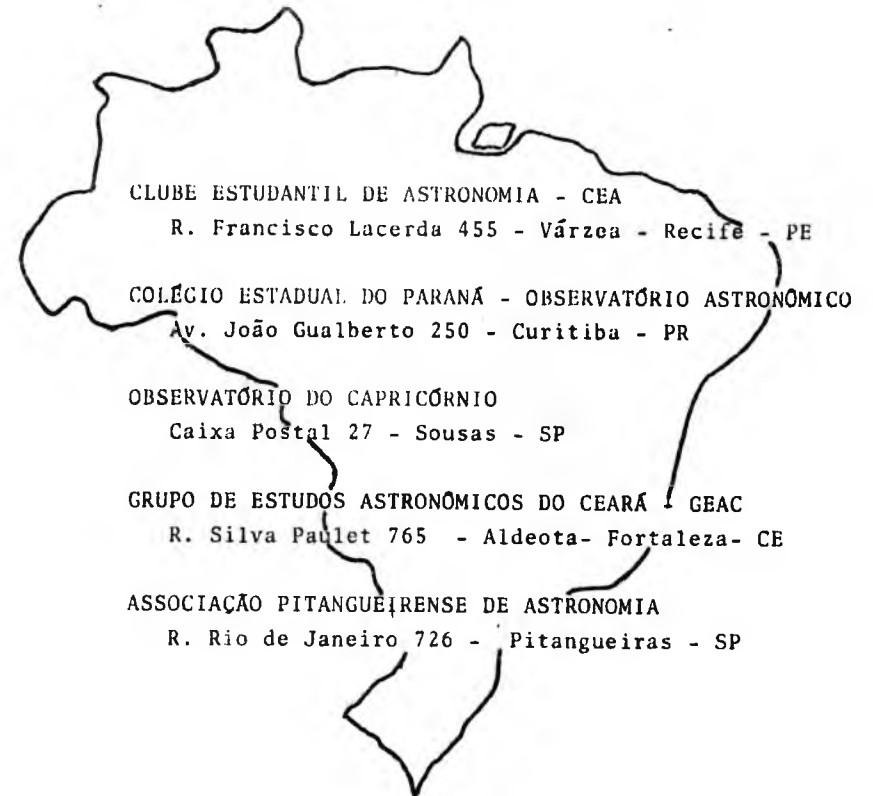 CLUBE ESTUDANTIL DE ASTRONOMIA - CEA
R. Francisco Lacerda 455 - Várzea - Recife - PE
COLÉGIO ESTADUAL DO PARANÁ - OBSERVATÓRIO ASTRONÔMICO
Av. João Gualberto 250 - Curitiba - PR
OBSERVATÓRIO DO CAPRICÓRNIO
Caixa Postal 27 - Sousas - SP
GRUPO DE ESTUDOS ASTRONÔMICOS DO CEARÁ - GEAC
R. Silva Paulet 765 - Aldeota- Fortaleza- CE
ASSOCIAÇÃO PITANGUEIRENSE DE ASTRONOMIA
R. Rio de Janeiro 726 - Pitangueiras - SP